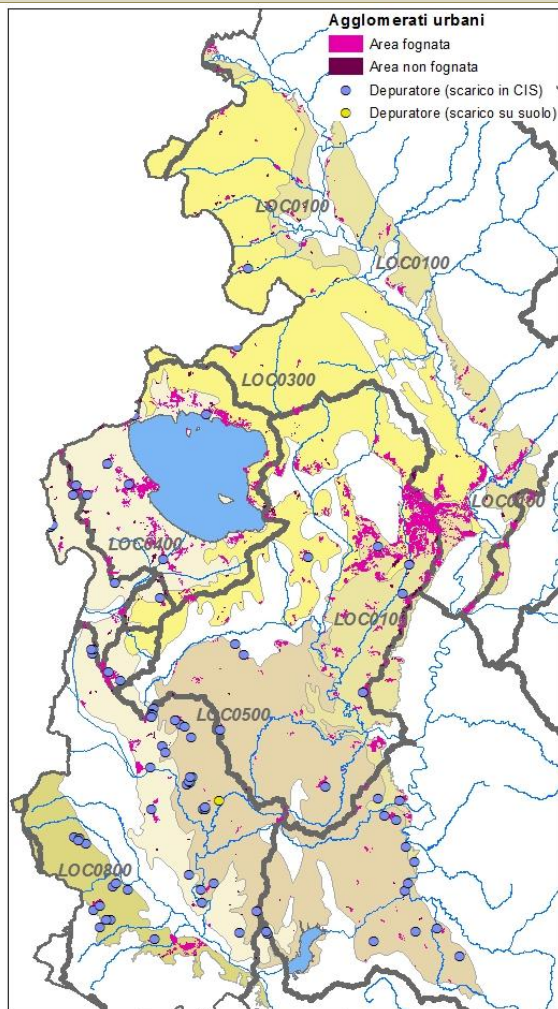 Agglomerati urbani
Area fognata
Area non fognata
Depuratore (scarico in CIS)
Depuratore (scarico su suolo)
LOC0100
LOC0100
LOC0300
LOC0400
LOC0100
LOC0500
LOC0800